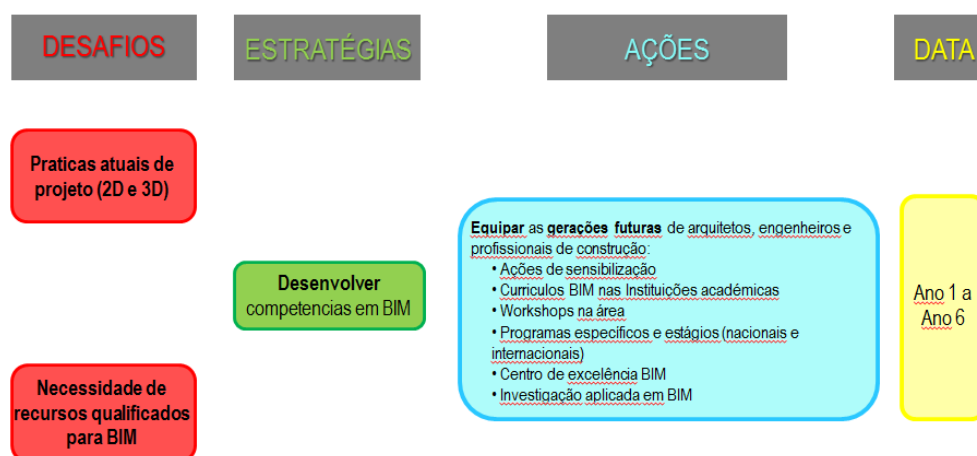 DESAFIOS
ESTRATÉGIAS
AÇÕES
DATA
Praticas atuais de
projeto (2D e 3D)
Necessidade de
recursos qualificados
para BIM
Desenvolver
competencias em BIM
Equipar as gerações futuras de arquitetos, engenheiros e
profissionais de construção:
• Ações de sensibilização
• Curriculos BIM nas Instituições académicas
• Workshops na área
• Programas específicos e estágios (nacionais e
internacionais)
• Centro de excelência BIM
• Investigação aplicada em BIM
Ano 1 a
Ano 6